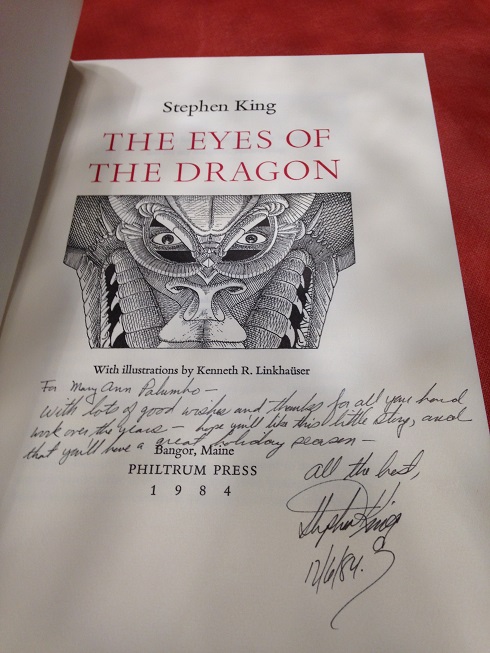 Stephen King
THE EYES OF
THE DRAGON
With illustrations by Kenneth R. Linkhaüser
For Mary Ann Palumbo —
With lots of good wishes and thanks for all your hard
work over the years — hope you'll like this little story, and
that you'll have a great holiday season —
Bangor, Maine
PHILTRUM PRESS
1984
all the best,
Stephen King
12/6/84.